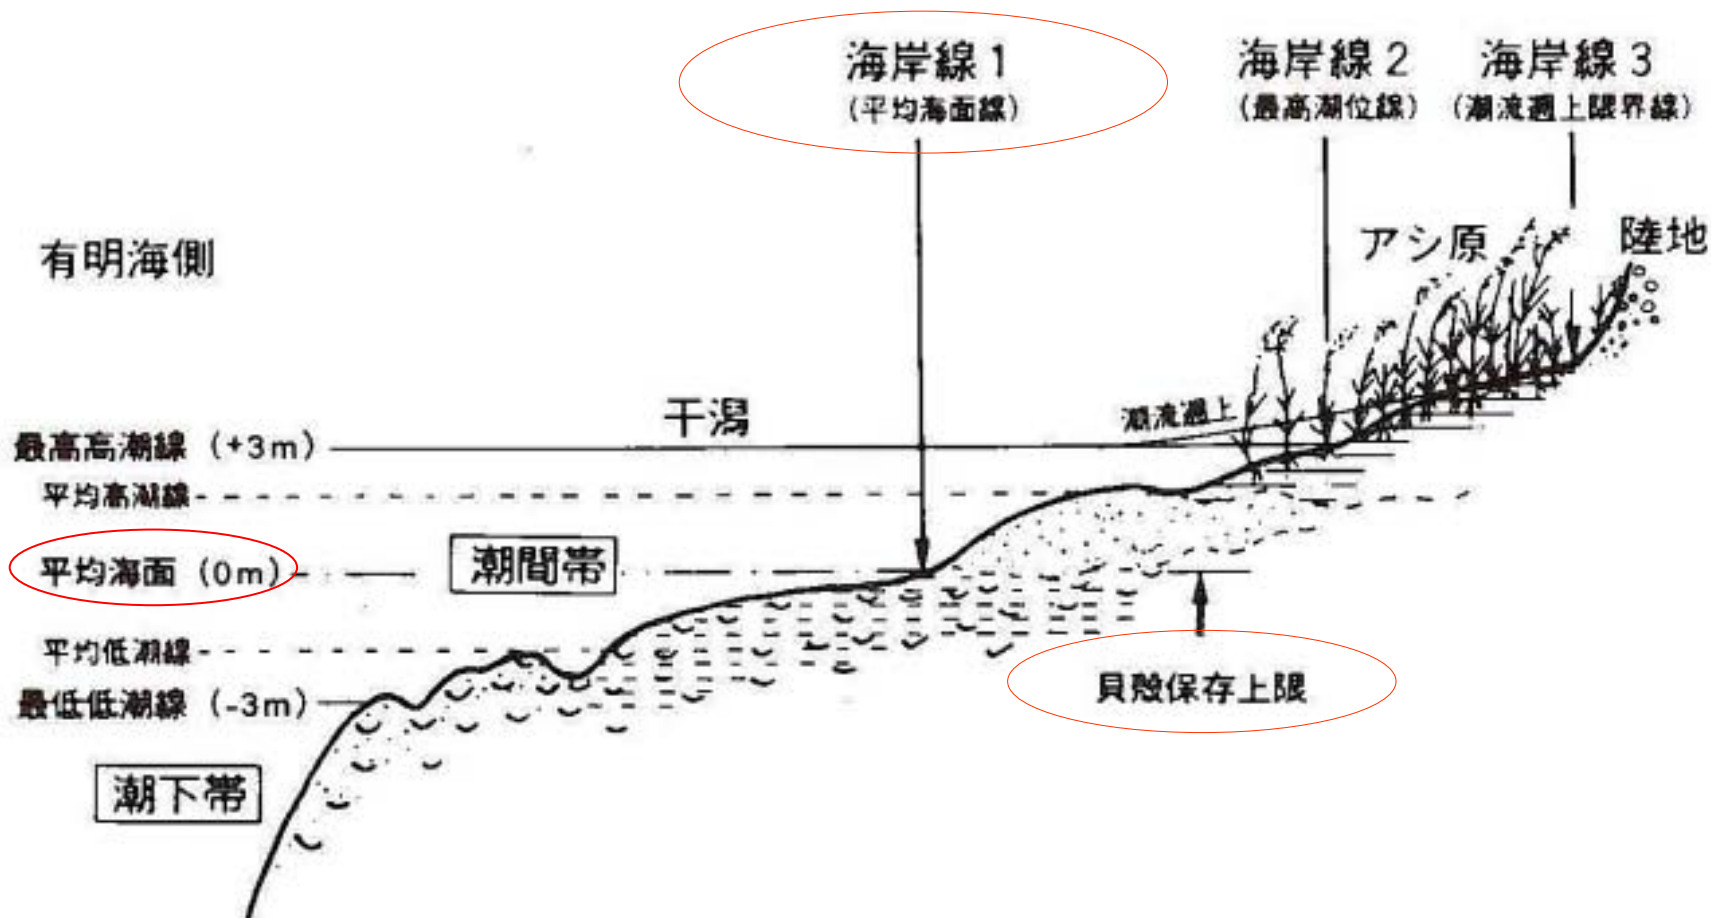 海岸線1
(平均海面線)
海岸線2
(最高潮位線)
海岸線3
(潮流遡上限界線)
有明海側
アシ原
陸地
干潟
潮流遡上
最高高潮線 (+3m)
平均高潮線
平均海面 (0m)
潮間帯
平均低潮線
最低低潮線 (-3m)
貝殻保存上限
潮下帯